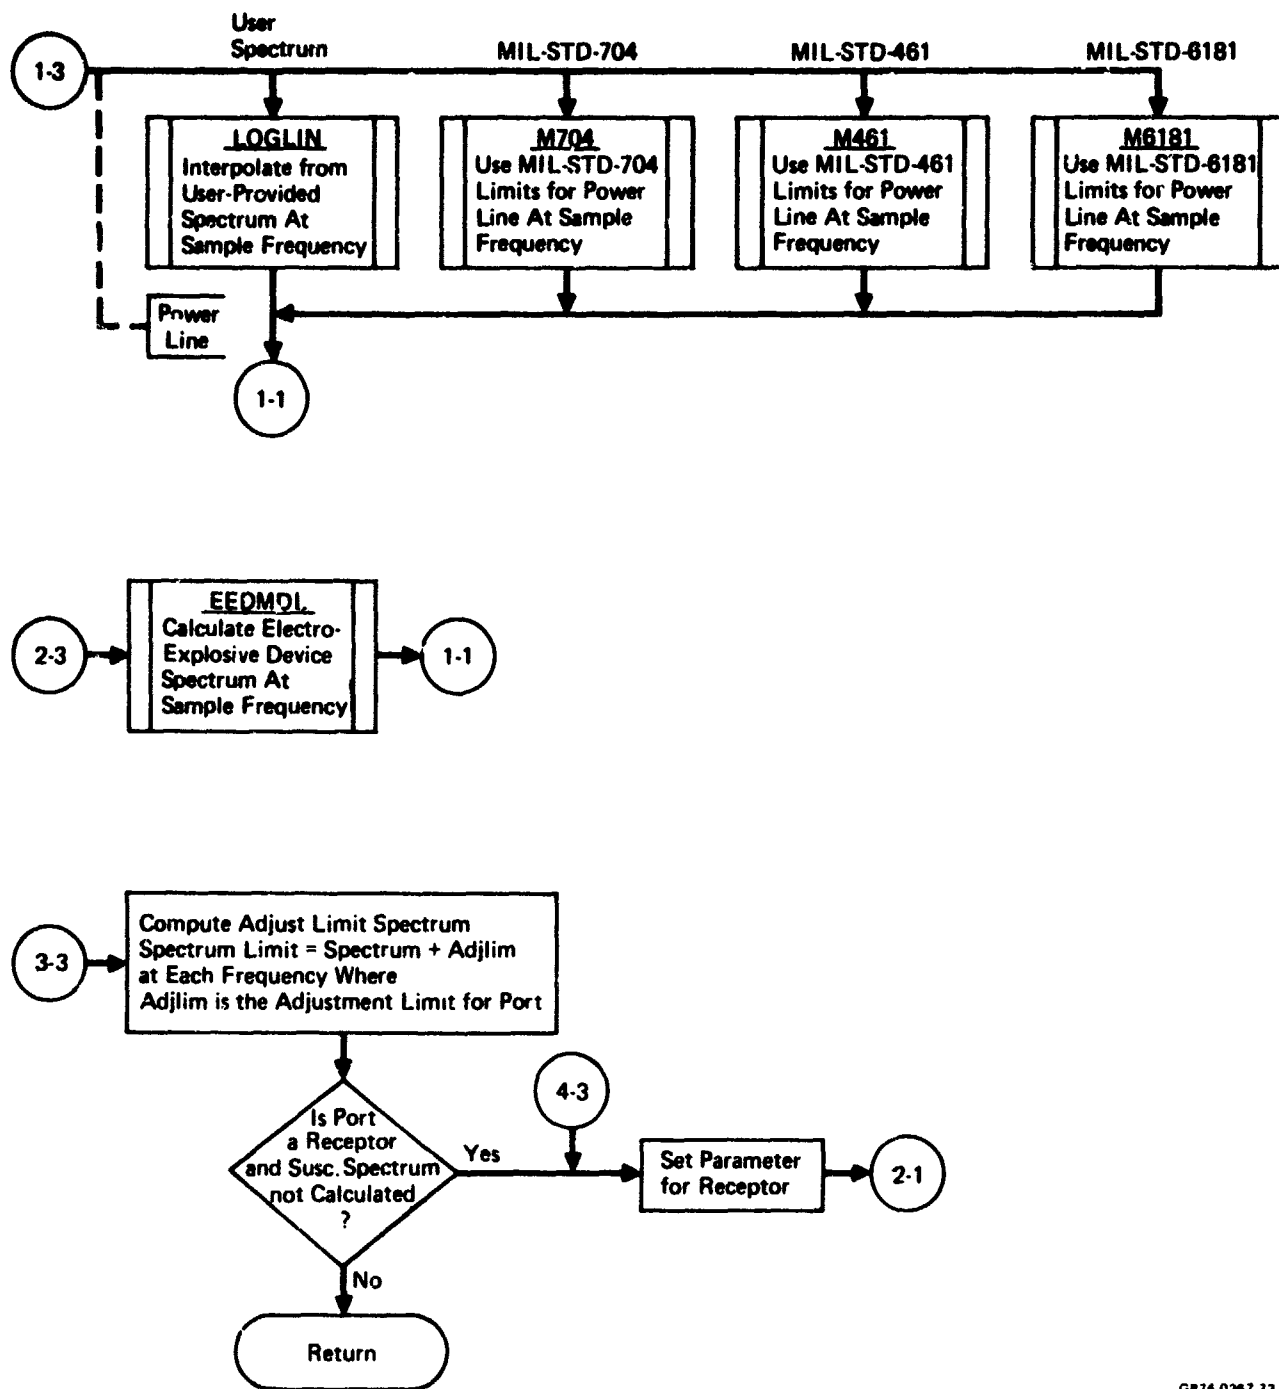 User
Spectrum
MIL-STD-704
MIL-STD-461
MIL-STD-6181
1-3
LOGLIN
Interpolate from
User-Provided
Spectrum At
Sample Frequency
M704
Use MIL-STD-704
Limits for Power
Line At Sample
Frequency
M461
Use MIL-STD-461
Limits for Power
Line At Sample
Frequency
M6181
Use MIL-STD-6181
Limits for Power
Line At Sample
Frequency
Power
Line
1-1
2-3
EEDMDL
Calculate Electro-
Explosive Device
Spectrum At
Sample Frequency
1-1
3-3
Compute Adjust Limit Spectrum
Spectrum Limit = Spectrum + Adjlim
at Each Frequency Where
Adjlim is the Adjustment Limit for Port
Is Port
a Receptor
and Susc. Spectrum
not Calculated
?
Yes
4-3
Set Parameter
for Receptor
2-1
No
Return